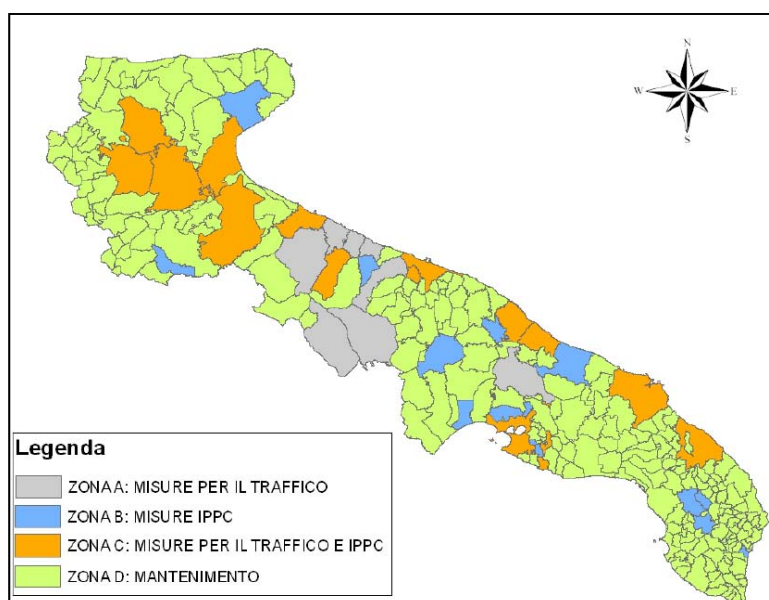 N
W E
S
Legenda
ZONA A: MISURE PER IL TRAFFICO
ZONA B: MISURE IPPC
ZONA C: MISURE PER IL TRAFFICO E IPPC
ZONA D: MANTENIMENTO